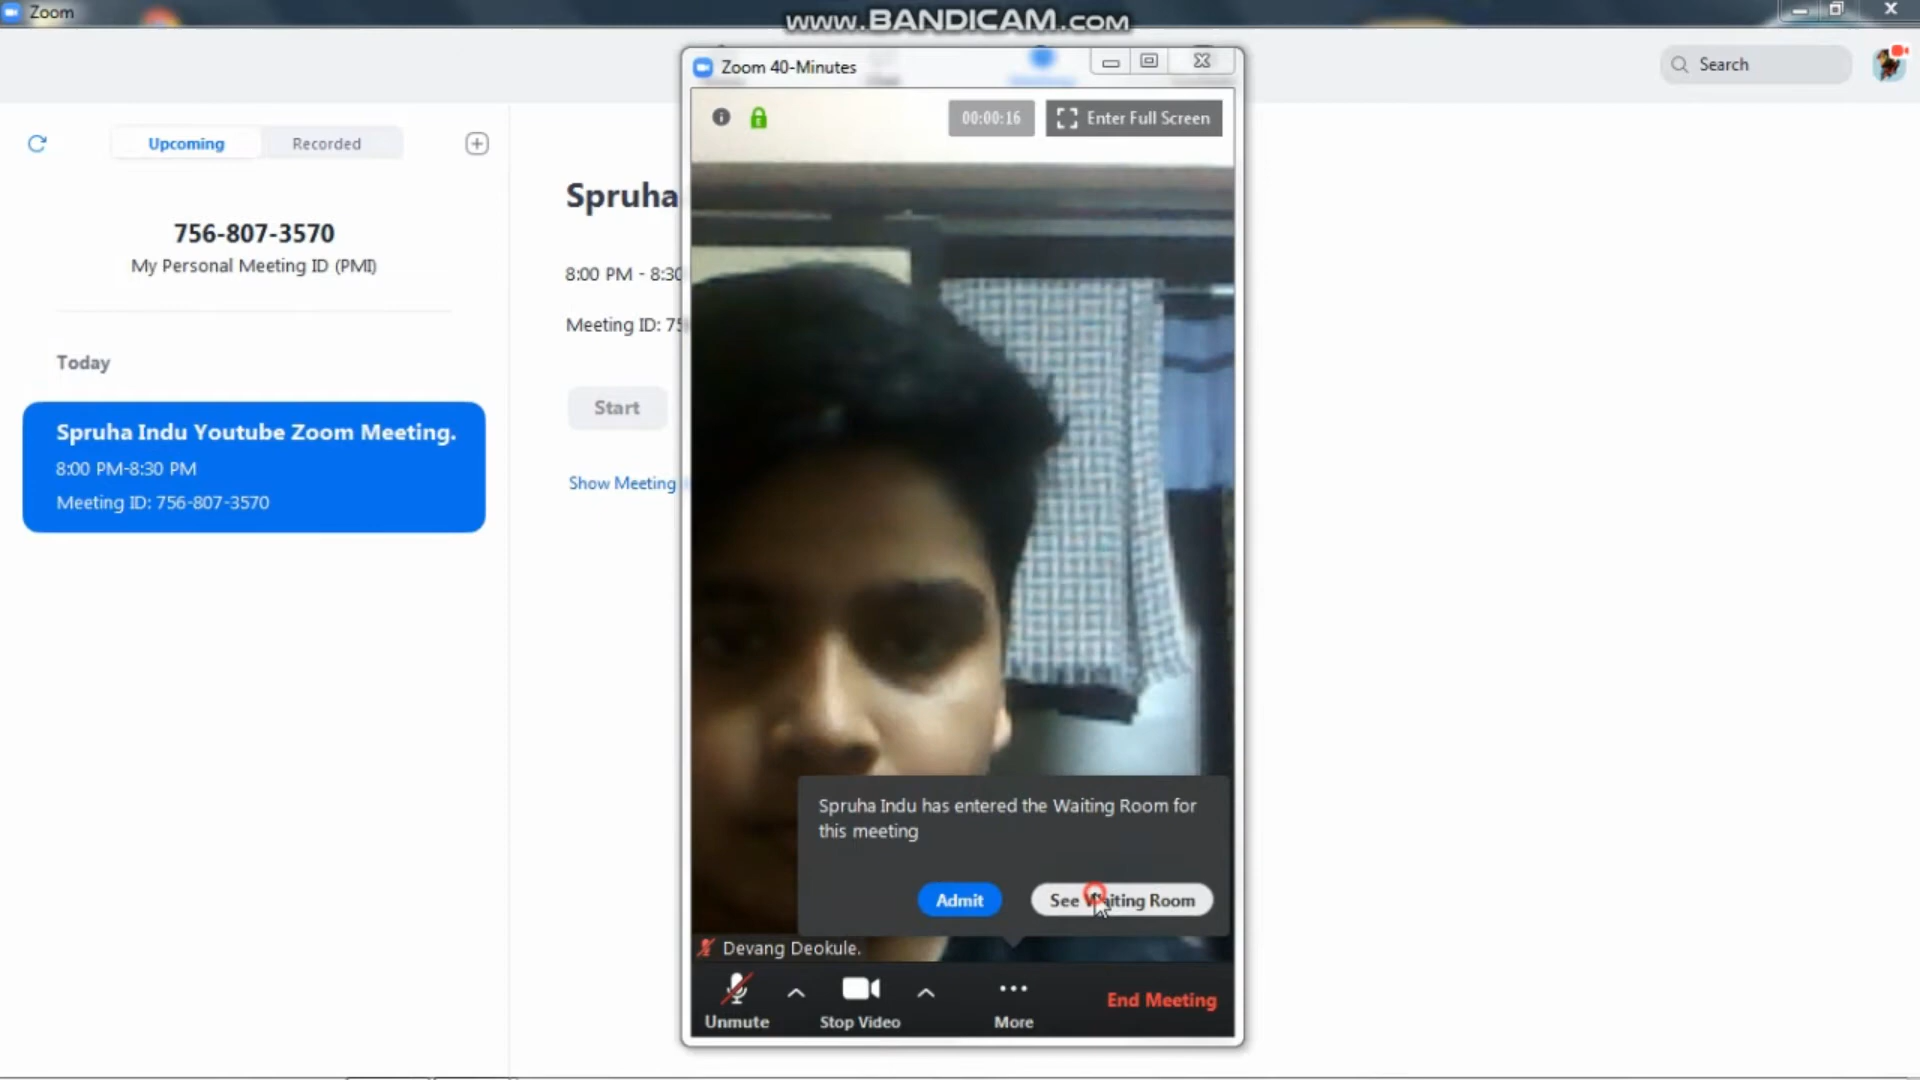 Zoom
www.BANDICAM.com
Zoom 40-Minutes
Search
00:00:16
Enter Full Screen
Upcoming
Recorded
756-807-3570
My Personal Meeting ID (PMI)
Today
Spruha Indu Youtube Zoom Meeting.
8:00 PM-8:30 PM
Meeting ID: 756-807-3570
Spruha
8:00 PM - 8:30
Meeting ID: 75
Start
Show Meeting
Spruha Indu has entered the Waiting Room for
this meeting
Admit
See Waiting Room
Devang Deokule.
Unmute
Stop Video
More
End Meeting